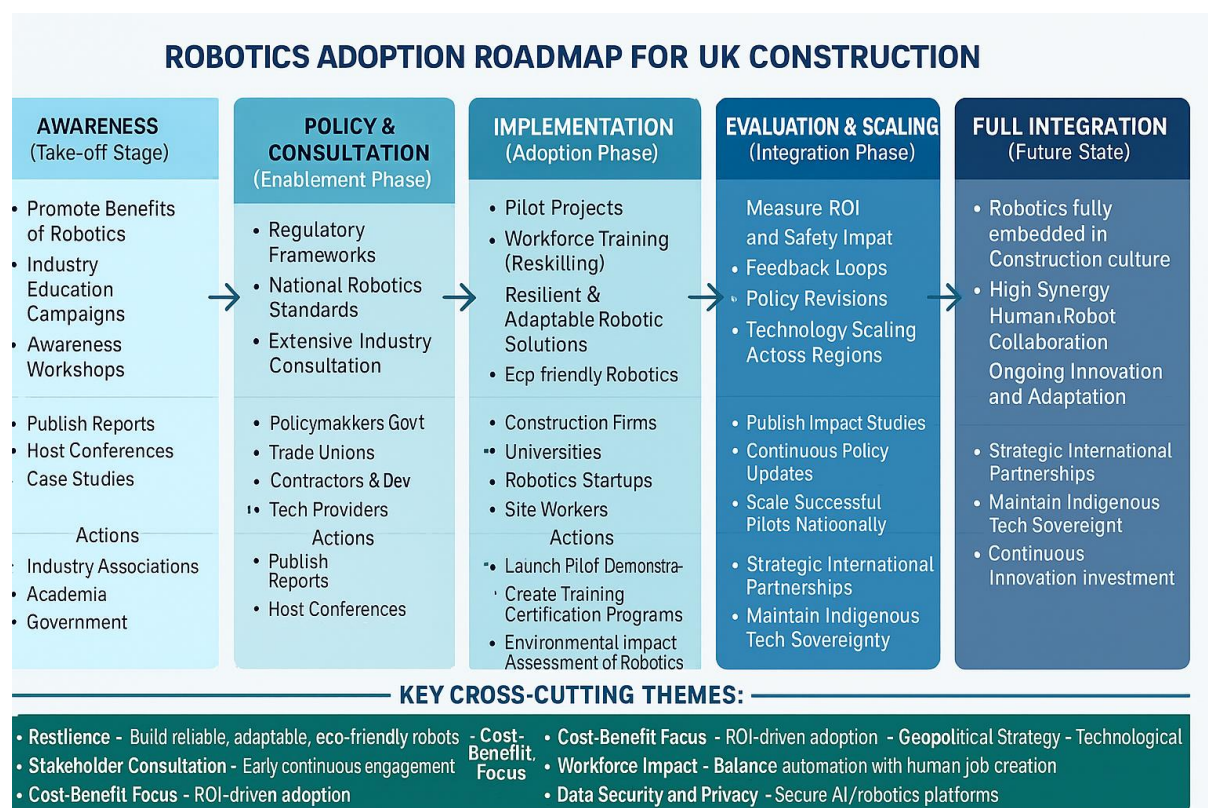 ROBOTICS ADOPTION ROADMAP FOR UK CONSTRUCTION
AWARENESS
(Take-off Stage)
• Promote Benefits
of Robotics
• Industry
Education
Campaigns
• Awareness
Workshops
• Publish Reports
• Host Conferences
Case Studies
Actions
Industry Associations
• Academia
• Government
POLICY &
CONSULTATION
(Enablement Phase)
• Regulatory
Frameworks
• National Robotics
Standards
• Extensive Industry
Consultation
• Policymakkers Govt
• Trade Unions
• Contractors & Dev
• Tech Providers
Actions
• Publish
Reports
• Host Conferences
IMPLEMENTATION
(Adoption Phase)
• Pilot Projects
• Workforce Training
(Reskilling)
Resilient &
Adaptable Robotic
Solutions
• Ecp friendly Robotics
• Construction Firms
• Universities
• Robotics Startups
• Site Workers
Actions
• Launch Pilof Demonstra-
Create Training
Certification Programs
• Environmental impact
Assessment of Robotics
EVALUATION & SCALING
(Integration Phase)
Measure ROI
and Safety Impat
• Feedback Loops
• Policy Revisions
• Technology Scaling
Actoss Regions
• Publish Impact Studies
• Continuous Policy
Updates
• Scale Successful
Pilots Natioonally
• Strategic International
Partnerships
• Maintain Indigenous
Tech Sovereignty
FULL INTEGRATION
(Future State)
• Robotics fully
embedded in
Construction culture
• High Synergy
Human-Robot
Collaboration
Ongoing Innovation
and Adaptation
• Strategic International
Partnerships
• Maintain Indigenous
Tech Sovereignt
• Continuous
Innovation investment
KEY CROSS-CUTTING THEMES:
• Restlience - Build reliable, adaptable, eco-friendly robots
• Stakeholder Consultation - Early continuous engagement
• Cost-Benefit Focus - ROI-driven adoption
- Cost-
Beneflit,
Focus
• Cost-Benefit Focus - ROI-driven adoption - Geopolitical Strategy - Technological
• Workforce Impact - Balance automation with human job creation
• Data Security and Privacy - Secure AI/robotics platforms